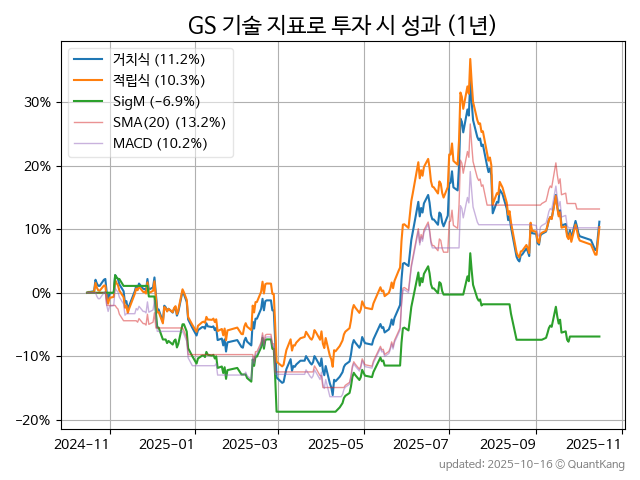 GS 기술 지표로 투자 시 성과 (1년)
거치식 (11.2%)
적립식 (10.3%)
SigM (−6.9%)
SMA(20) (13.2%)
MACD (10.2%)
30%
20%
10%
0%
−10%
−20%
2024-11
2025-01
2025-03
2025-05
2025-07
2025-09
2025-11
updated: 2025-10-16 © QuantKang